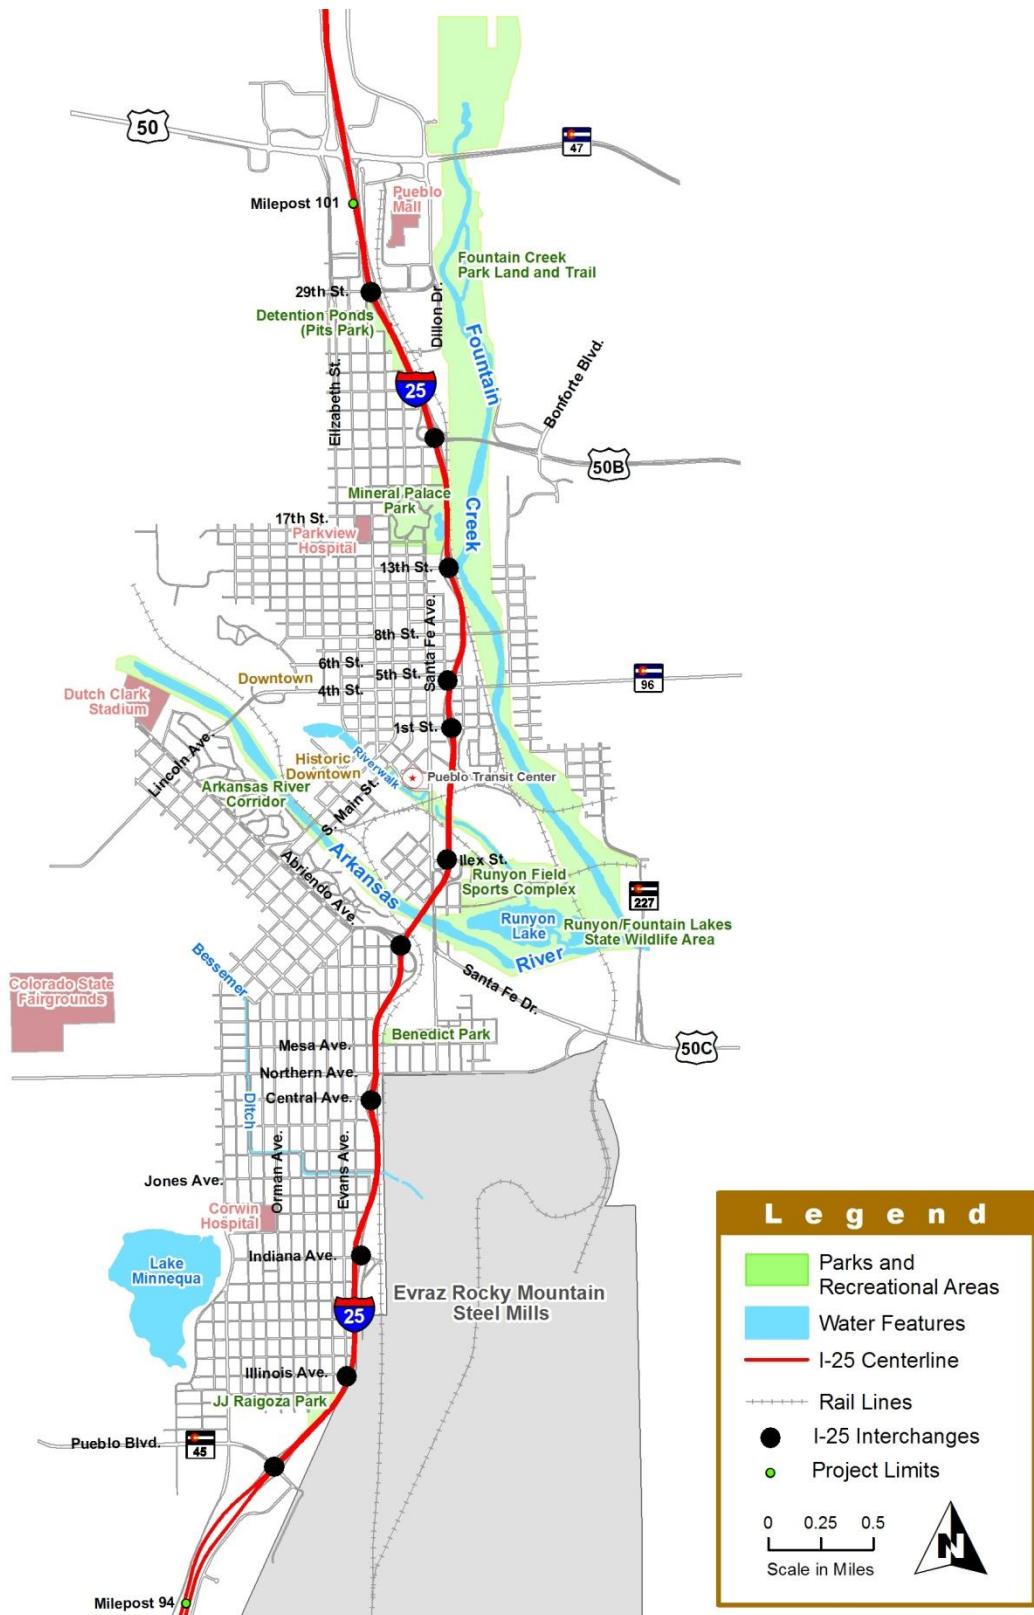 50
47
Milepost 101
Pueblo
Mall
Fountain Creek
Park Land and Trail
29th St.
Detention Ponds
(Pits Park)
Dillon Dr.
Fountain
Elizabeth St.
25
Bonforte Blvd.
50B
Mineral Palace
Park
Creek
17th St.
Parkview
Hospital
13th St.
Santa Fe Ave.
8th St.
6th St.
5th St.
96
Downtown
4th St.
Dutch Clark
Stadium
1st St.
Lincoln Ave.
Historic
Downtown
Riverwalk
Pueblo Transit Center
Arkansas River
Corridor
S. Main St.
Ilex St.
Abriendo Ave.
Arkansas
Runyon Field
Sports Complex
227
Runyon
Lake
Runyon/Fountain Lakes
State Wildlife Area
River
Bessemer
Santa Fe Dr.
Colorado State
Fairgrounds
Benedict Park
Mesa Ave.
50C
Northern Ave.
Central Ave.
Ditch
Orman Ave.
Evans Ave.
Jones Ave.
Corwin
Hospital
Indiana Ave.
Lake
Minnequa
Evraz Rocky Mountain
Steel Mills
25
Illinois Ave.
JJ Raigoza Park
Pueblo Blvd.
45
Milepost 94
Legend
Parks and
Recreational Areas
Water Features
I-25 Centerline
Rail Lines
I-25 Interchanges
Project Limits
0 0.25 0.5
Scale in Miles
N